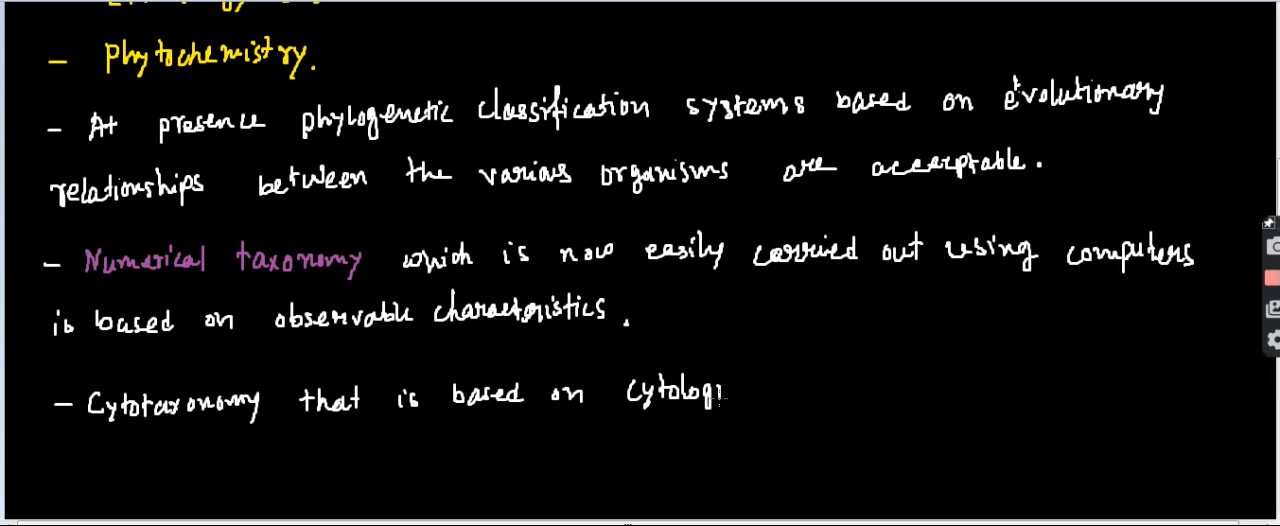 - Phytochemistry.
- At presence phylogenetic classification systems based on evolutionary
relationships between the various organisms are acceptable.
- Numerical taxonomy which is now easily carried out using computers
is based on observable characteristics.
- Cytotaxonomy that is based on cytologi